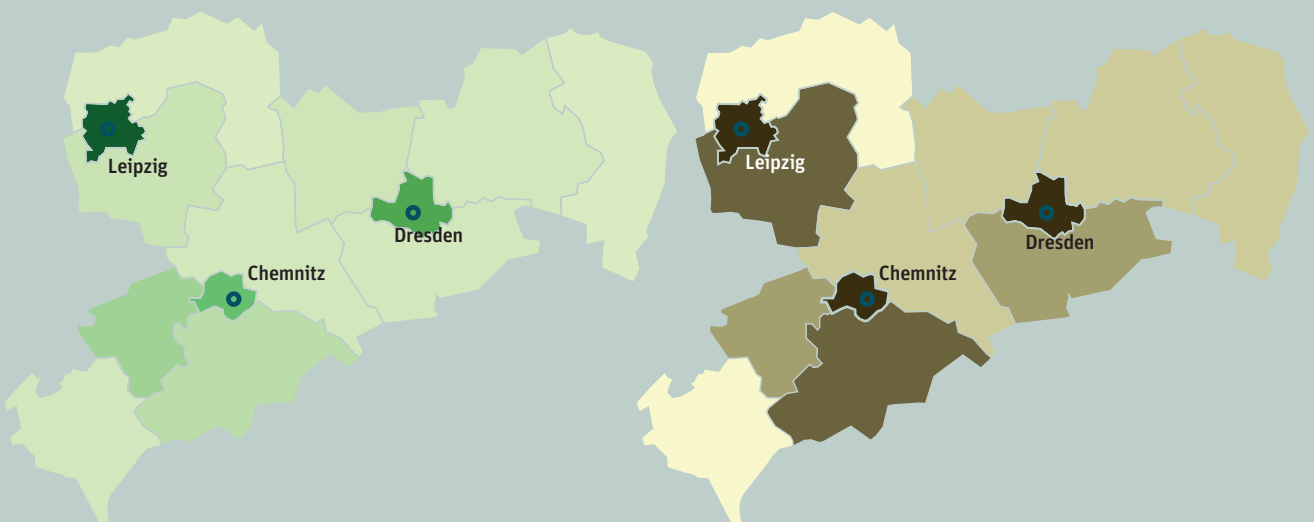 Leipzig
Dresden
Chemnitz
Leipzig
Dresden
Chemnitz